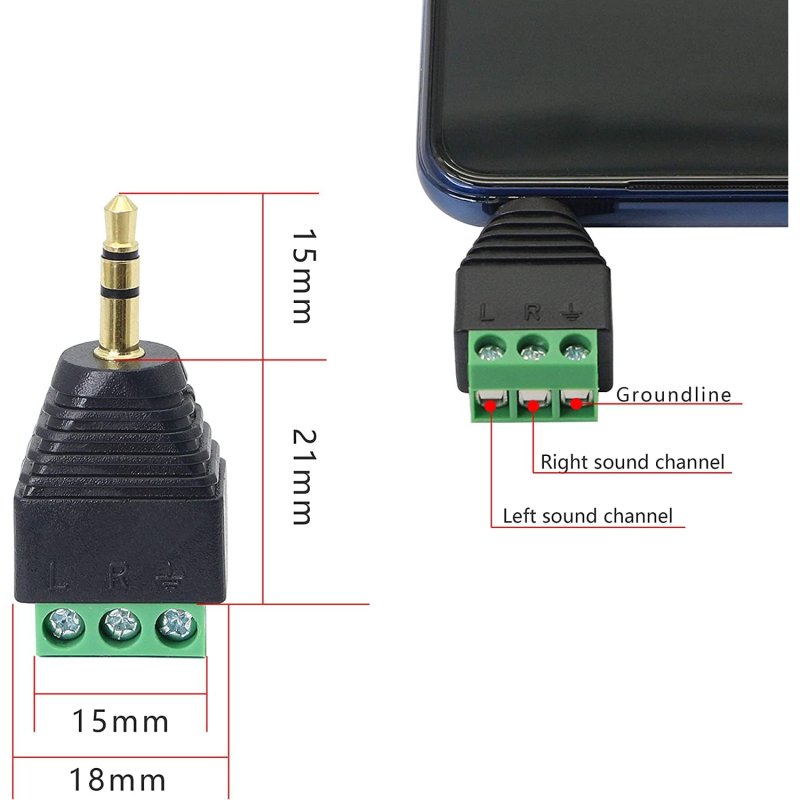 15mm
21mm
L R ⏚
15mm
18mm
L R ⏚
Groundline
Right sound channel
Left sound channel